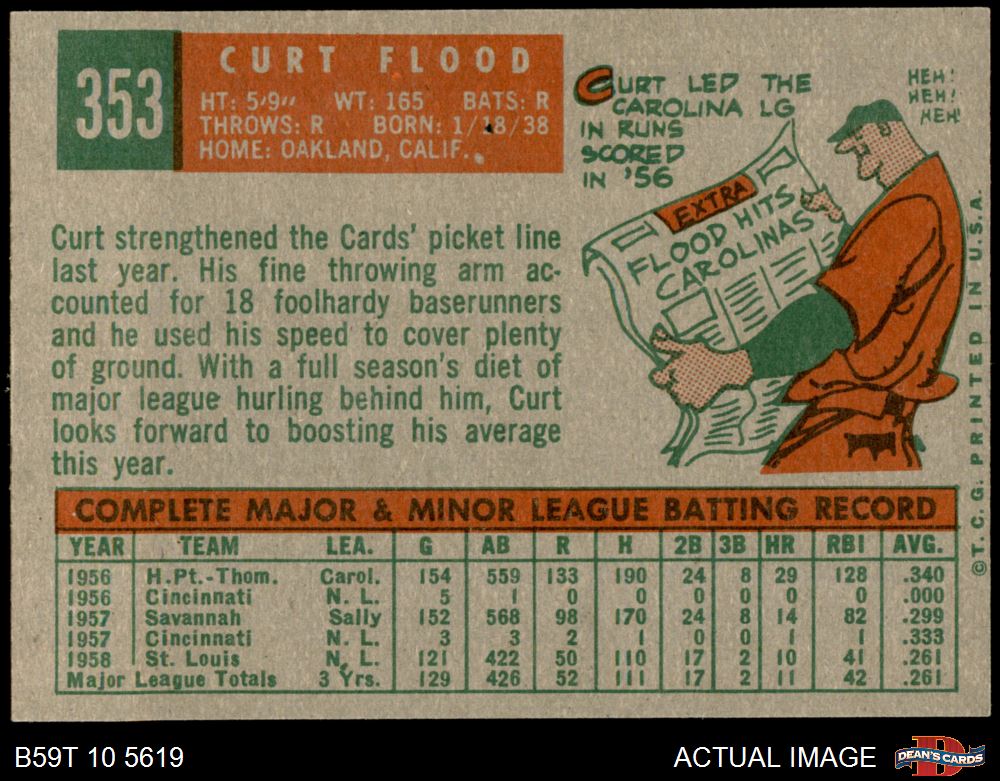 353
CURT FLOOD
HT: 5'9" WT: 165 BATS: R
THROWS: R BORN: 1/18/38
HOME: OAKLAND, CALIF.
CURT LED THE
CAROLINA LG
IN RUNS
SCORED
IN '56
HEH!
HEH!
HEH!
EXTRA
FLOOD HITS
CAROLINAS
Curt strengthened the Cards' picket line
last year. His fine throwing arm ac-
counted for 18 foolhardy baserunners
and he used his speed to cover plenty
of ground. With a full season's diet of
major league hurling behind him, Curt
looks forward to boosting his average
this year.
COMPLETE MAJOR & MINOR LEAGUE BATTING RECORD
YEAR TEAM LEA. G AB R H 2B 3B HR RBI AVG.
1956 H.Pt.-Thom. Carol. 154 559 133 190 24 8 29 128 .340
1956 Cincinnati N. L. 5 1 0 0 0 0 0 0 .000
1957 Savannah Sally 152 568 98 170 24 8 14 82 .299
1957 Cincinnati N. L. 3 3 2 1 0 0 1 1 .333
1958 St. Louis N. L. 121 422 50 110 17 2 10 41 .261
Major League Totals 3 Yrs. 129 426 52 111 17 2 11 42 .261
©T. C. G. PRINTED IN U.S.A.
B59T 10 5619
ACTUAL IMAGE
D
DEAN'S CARDS